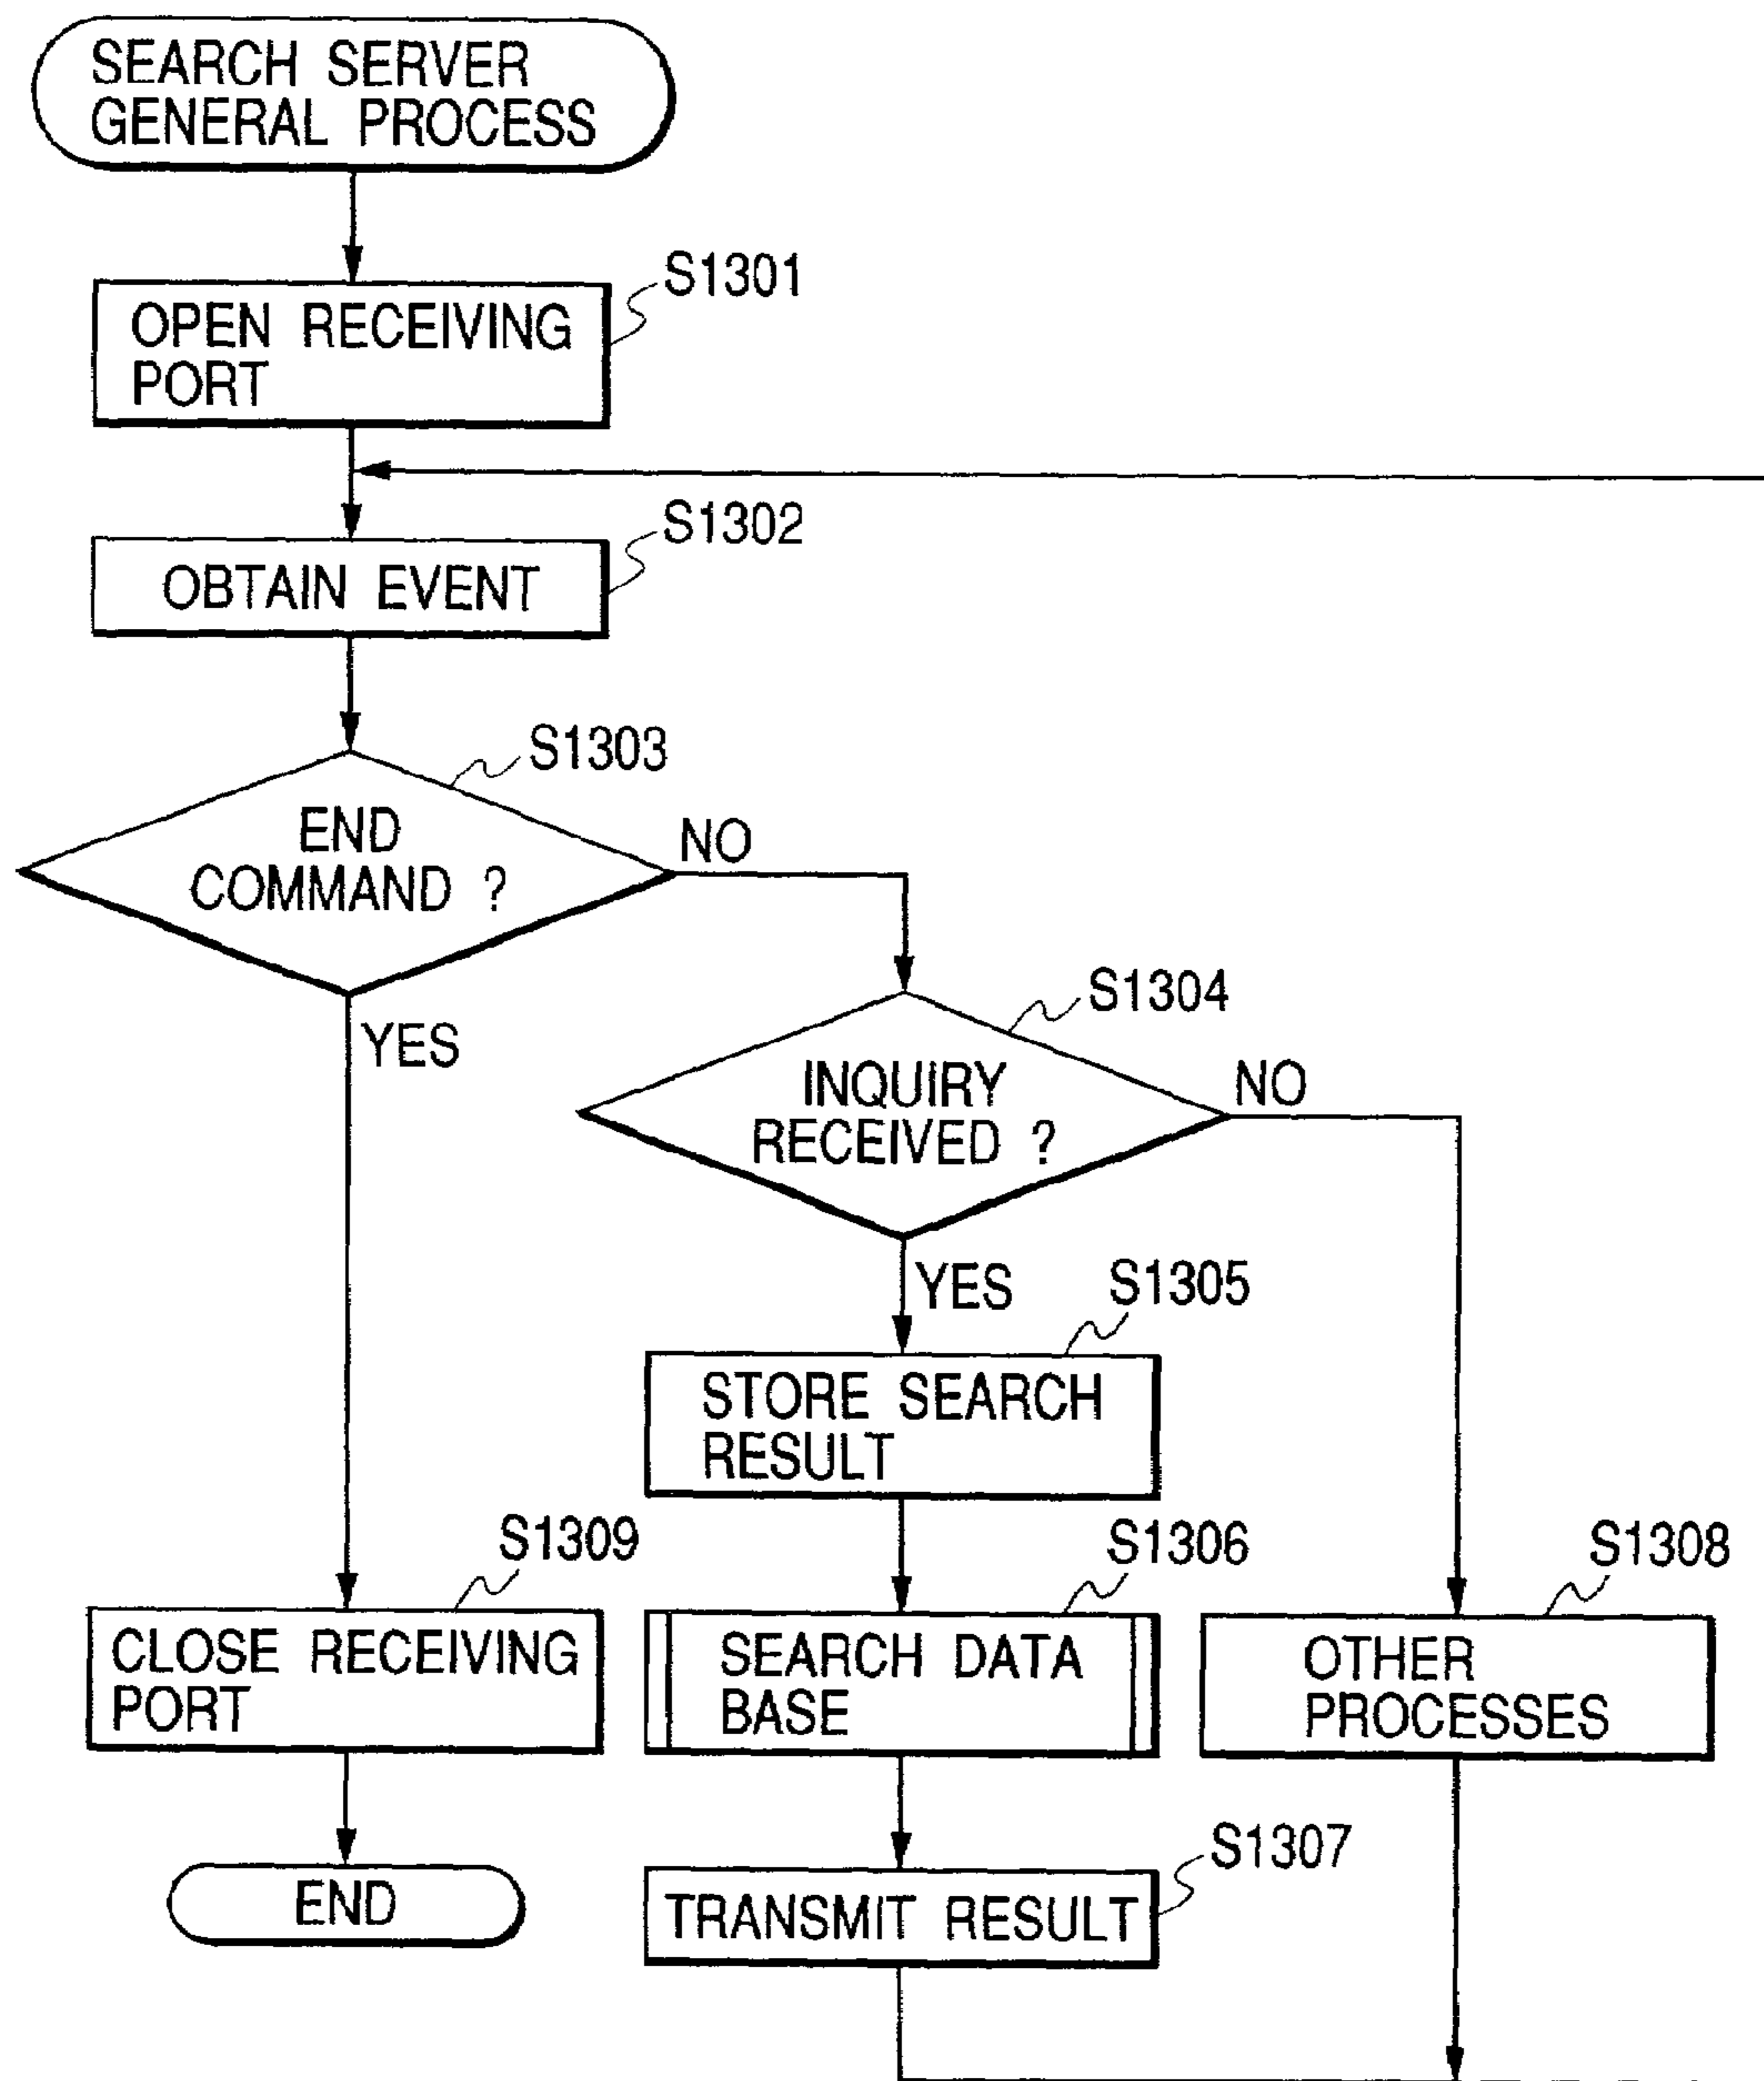 SEARCH SERVER
GENERAL PROCESS
S1301
OPEN RECEIVING
PORT
S1302
OBTAIN EVENT
S1303
END
COMMAND ?
NO
YES
S1304
INQUIRY
RECEIVED ?
NO
YES
S1305
STORE SEARCH
RESULT
S1309
CLOSE RECEIVING
PORT
S1306
SEARCH DATA
BASE
S1308
OTHER
PROCESSES
END
S1307
TRANSMIT RESULT